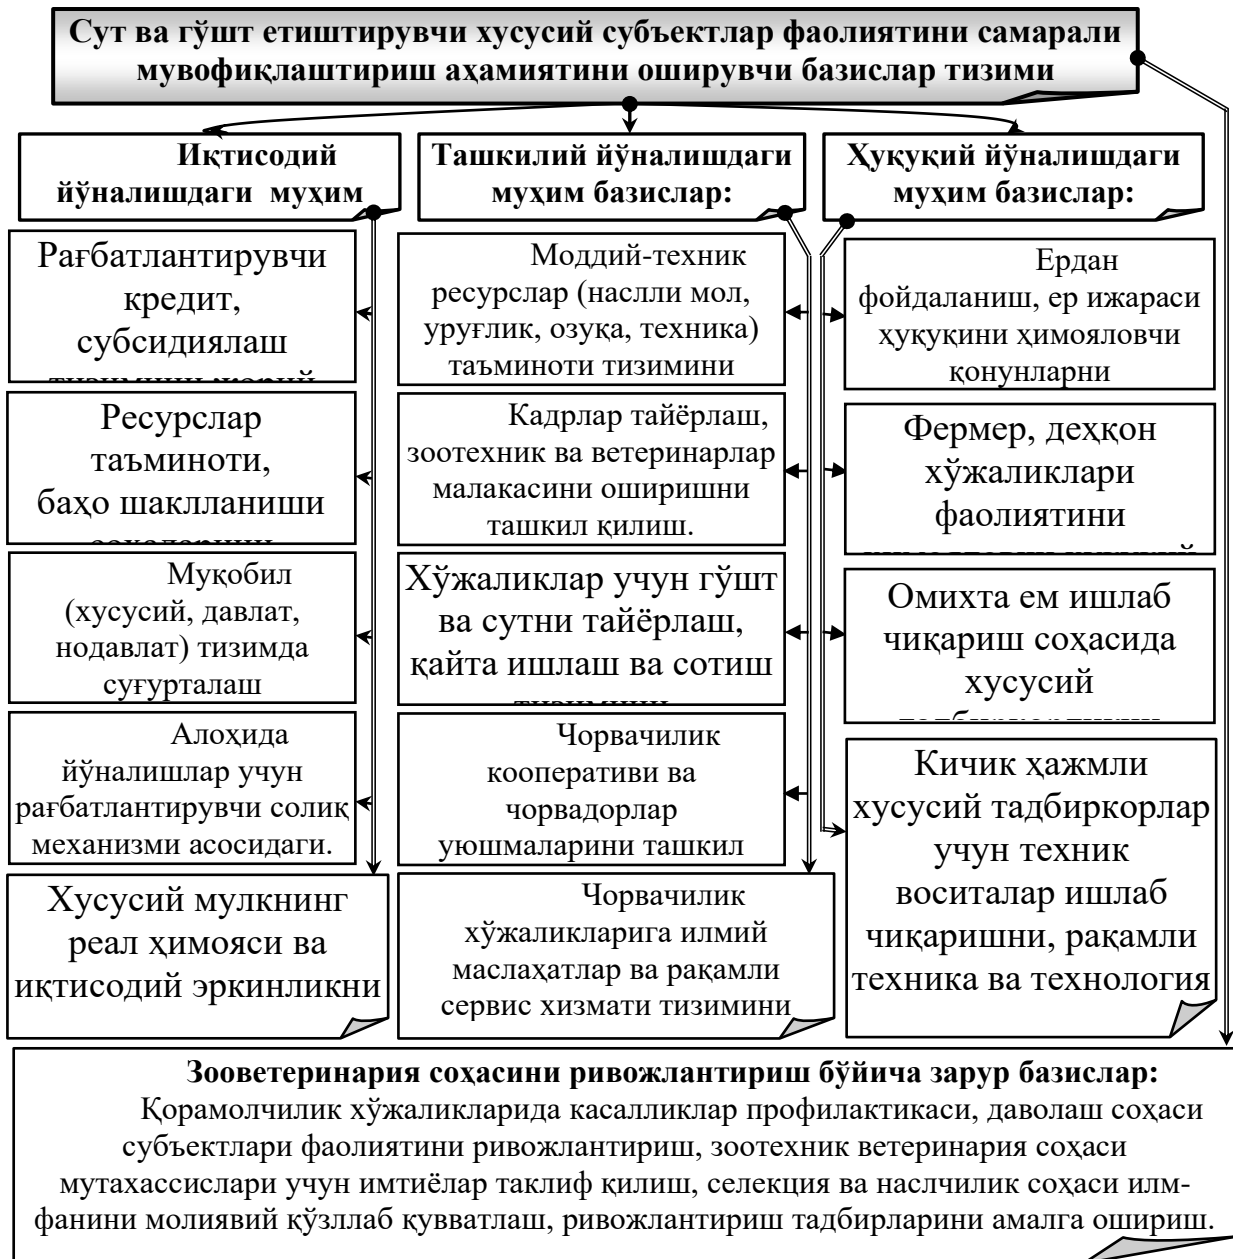 Сут ва гўшт етиштирувчи хусусий субъектлар фаолиятини самарали
мувофиқлаштириш аҳамиятини оширувчи базислар тизими
Иқтисодий
йўналишдаги муҳим
Ташкилий йўналишдаги
муҳим базислар:
Ҳуқуқий йўналишдаги
муҳим базислар:
Рағбатлантирувчи
кредит,
субсидиялаш
Ресурслар
таъминоти,
баҳо шаклланиши
Муқобил
(хусусий, давлат,
нодавлат) тизимда
суғурталаш
Алоҳида
йўналишлар учун
рағбатлантирувчи солиқ
механизми асосидаги.
Хусусий мулкнинг
реал ҳимояси ва
иқтисодий эркинликни
Моддий-техник
ресурслар (наслли мол,
уруғлик, озуқа, техника)
таъминоти тизимини
Кадрлар тайёрлаш,
зоотехник ва ветеринарлар
малакасини оширишни
ташкил қилиш.
Хўжаликлар учун гўшт
ва сутни тайёрлаш,
қайта ишлаш ва сотиш
Чорвачилик
кооперативи ва
чорвадорлар
уюшмаларини ташкил
Чорвачилик
хўжаликларига илмий
маслаҳатлар ва рақамли
сервис хизмати тизимини
Ердан
фойдаланиш, ер ижараси
ҳуқуқини ҳимояловчи
қонунларни
Фермер, деҳқон
хўжаликлари
фаолиятини
Омихта ем ишлаб
чиқариш соҳасида
хусусий
Кичик ҳажмли
хусусий тадбиркорлар
учун техник
воситалар ишлаб
чиқаришни, рақамли
техника ва технология
Зооветеринария соҳасини ривожлантириш бўйича зарур базислар:
Қорамолчилик хўжаликларида касалликлар профилактикаси, даволаш соҳаси
субъектлари фаолиятини ривожлантириш, зоотехник ветеринария соҳаси
мутахассислари учун имтиёлар таклиф қилиш, селекция ва наслчилик соҳаси илм-
фанини молиявий қўзллаб қувватлаш, ривожлантириш тадбирларини амалга ошириш.